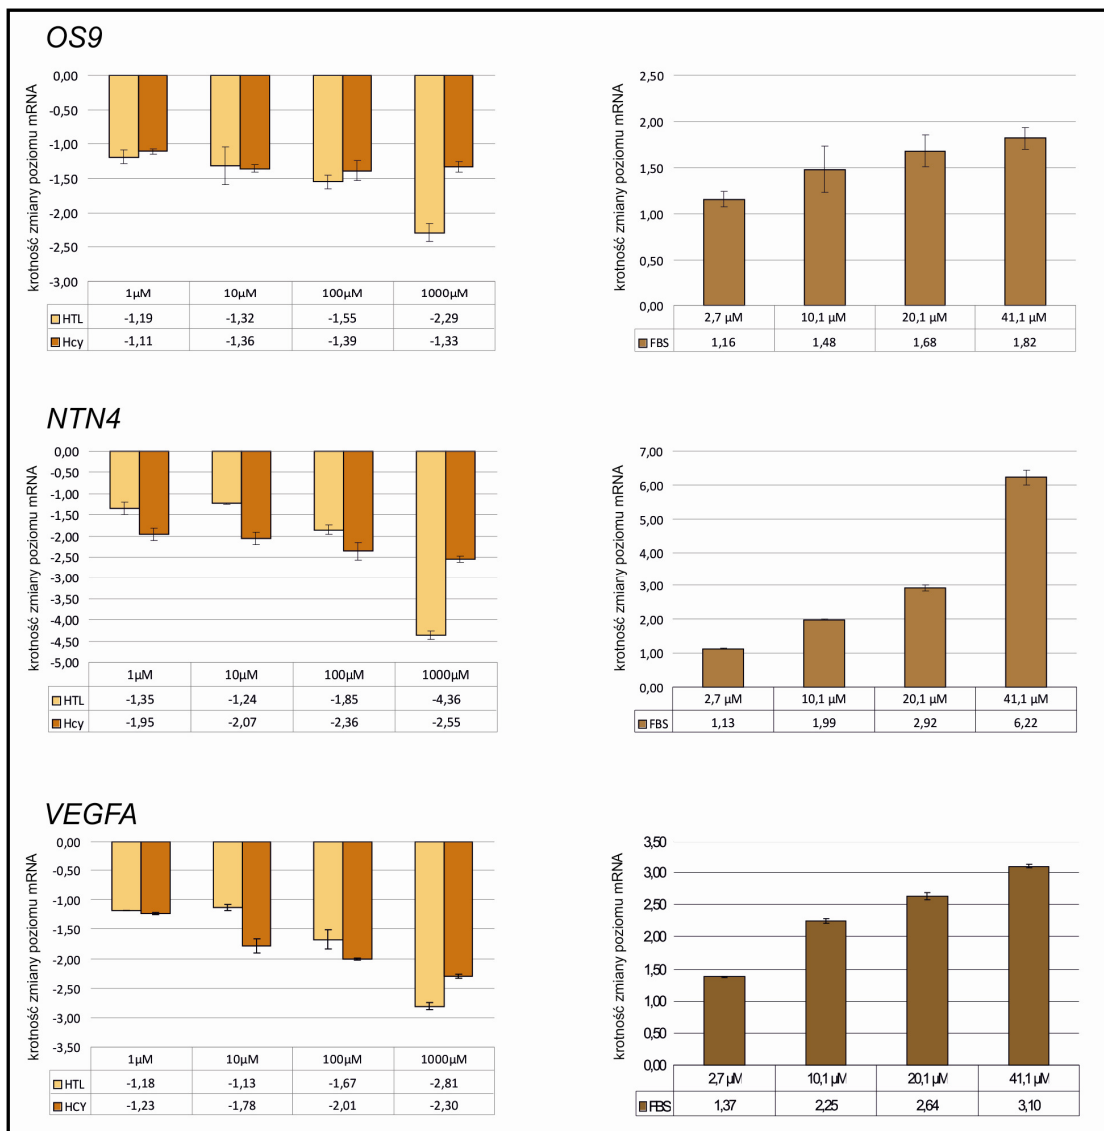 OS9
krotność zmiany poziomu mRNA
0,00
-0,50
-1,00
-1,50
-2,00
-2,50
-3,00
1µM 10µM 100µM 1000µM
HTL -1,19 -1,32 -1,55 -2,29
Hcy -1,11 -1,36 -1,39 -1,33
krotność zmiany poziomu mRNA
2,50
2,00
1,50
1,00
0,50
0,00
2,7 µM 10,1 µM 20,1 µM 41,1 µM
FBS 1,16 1,48 1,68 1,82
NTN4
krotność zmiany poziomu mRNA
0,00
-0,50
-1,00
-1,50
-2,00
-2,50
-3,00
-3,50
-4,00
-4,50
-5,00
1µM 10µM 100µM 1000µM
HTL -1,35 -1,24 -1,85 -4,36
Hcy -1,95 -2,07 -2,36 -2,55
krotność zmiany poziomu mRNA
7,00
6,00
5,00
4,00
3,00
2,00
1,00
0,00
2,7 µM 10,1 µM 20,1 µM 41,1 µM
FBS 1,13 1,99 2,92 6,22
VEGFA
krotność zmiany poziomu mRNA
0,00
-0,50
-1,00
-1,50
-2,00
-2,50
-3,00
-3,50
1µM 10µM 100µM 1000µM
HTL -1,18 -1,13 -1,67 -2,81
HCY -1,23 -1,78 -2,01 -2,30
krotność zmiany poziomu mRNA
3,50
3,00
2,50
2,00
1,50
1,00
0,50
0,00
2,7 µM 10,1 µM 20,1 µM 41,1 µM
FBS 1,37 2,25 2,64 3,10